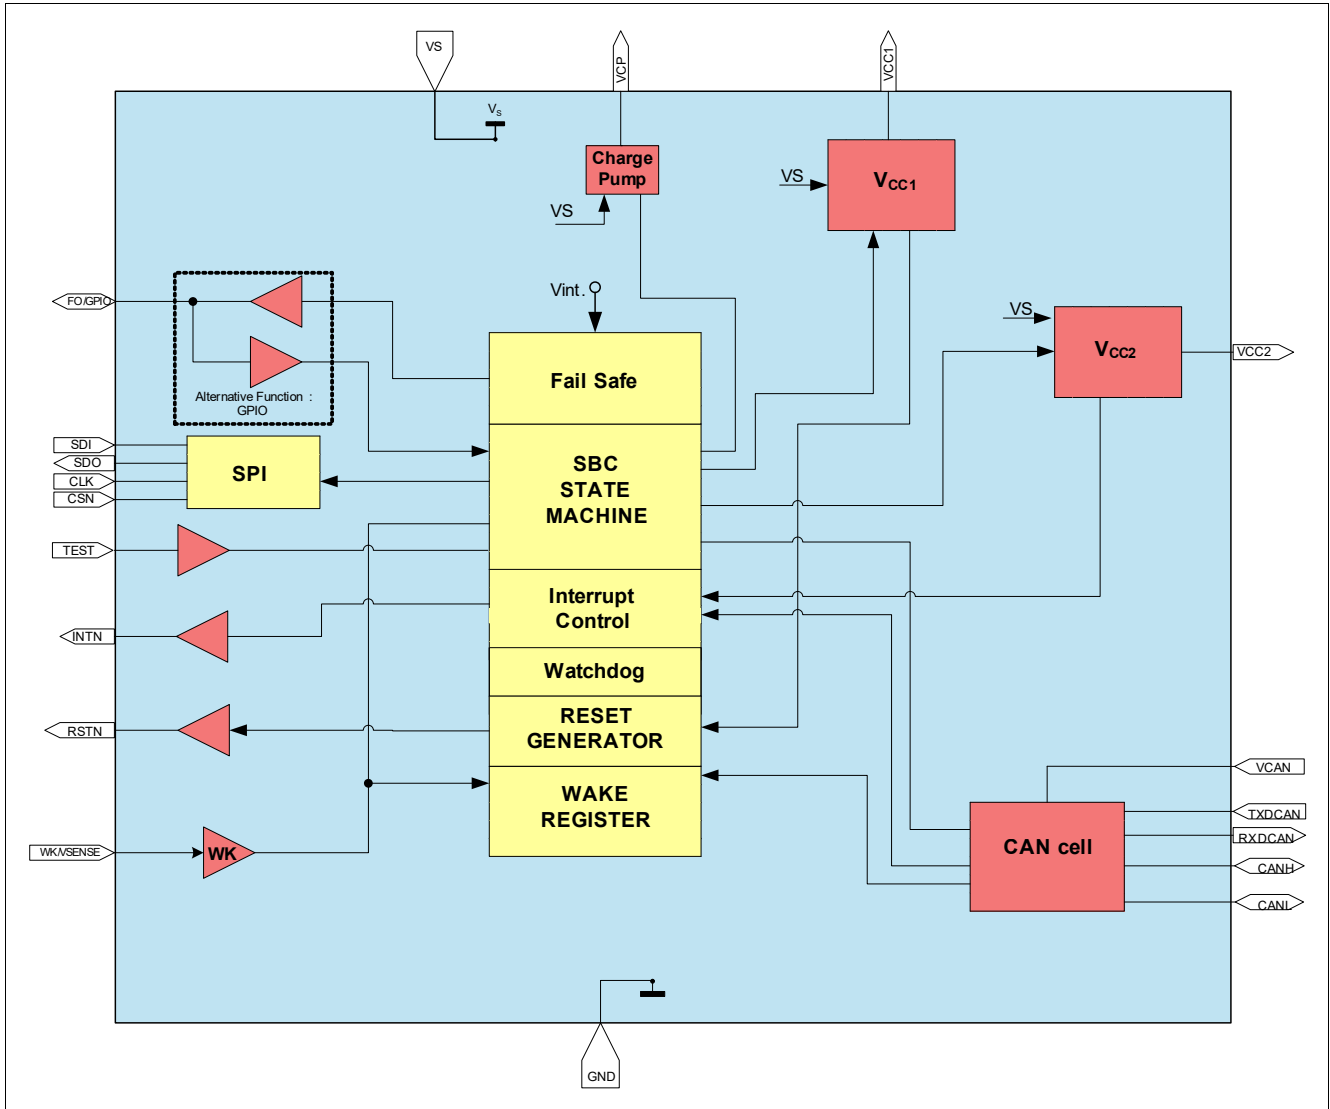 VS
VCP
VCC1
VS
Charge
Pump
VS
VS
VCC1
Vint.
FO/GPIO
Alternative Function :
GPIO
VS
VCC2
VCC2
Fail Safe
SDI
SDO
CLK
CSN
SPI
SBC
STATE
MACHINE
TEST
Interrupt
Control
INTN
Watchdog
RSTN
RESET
GENERATOR
WAKE
REGISTER
WK/VSENSE
WK
VCAN
TXDCAN
RXDCAN
CANH
CANL
CAN cell
GND